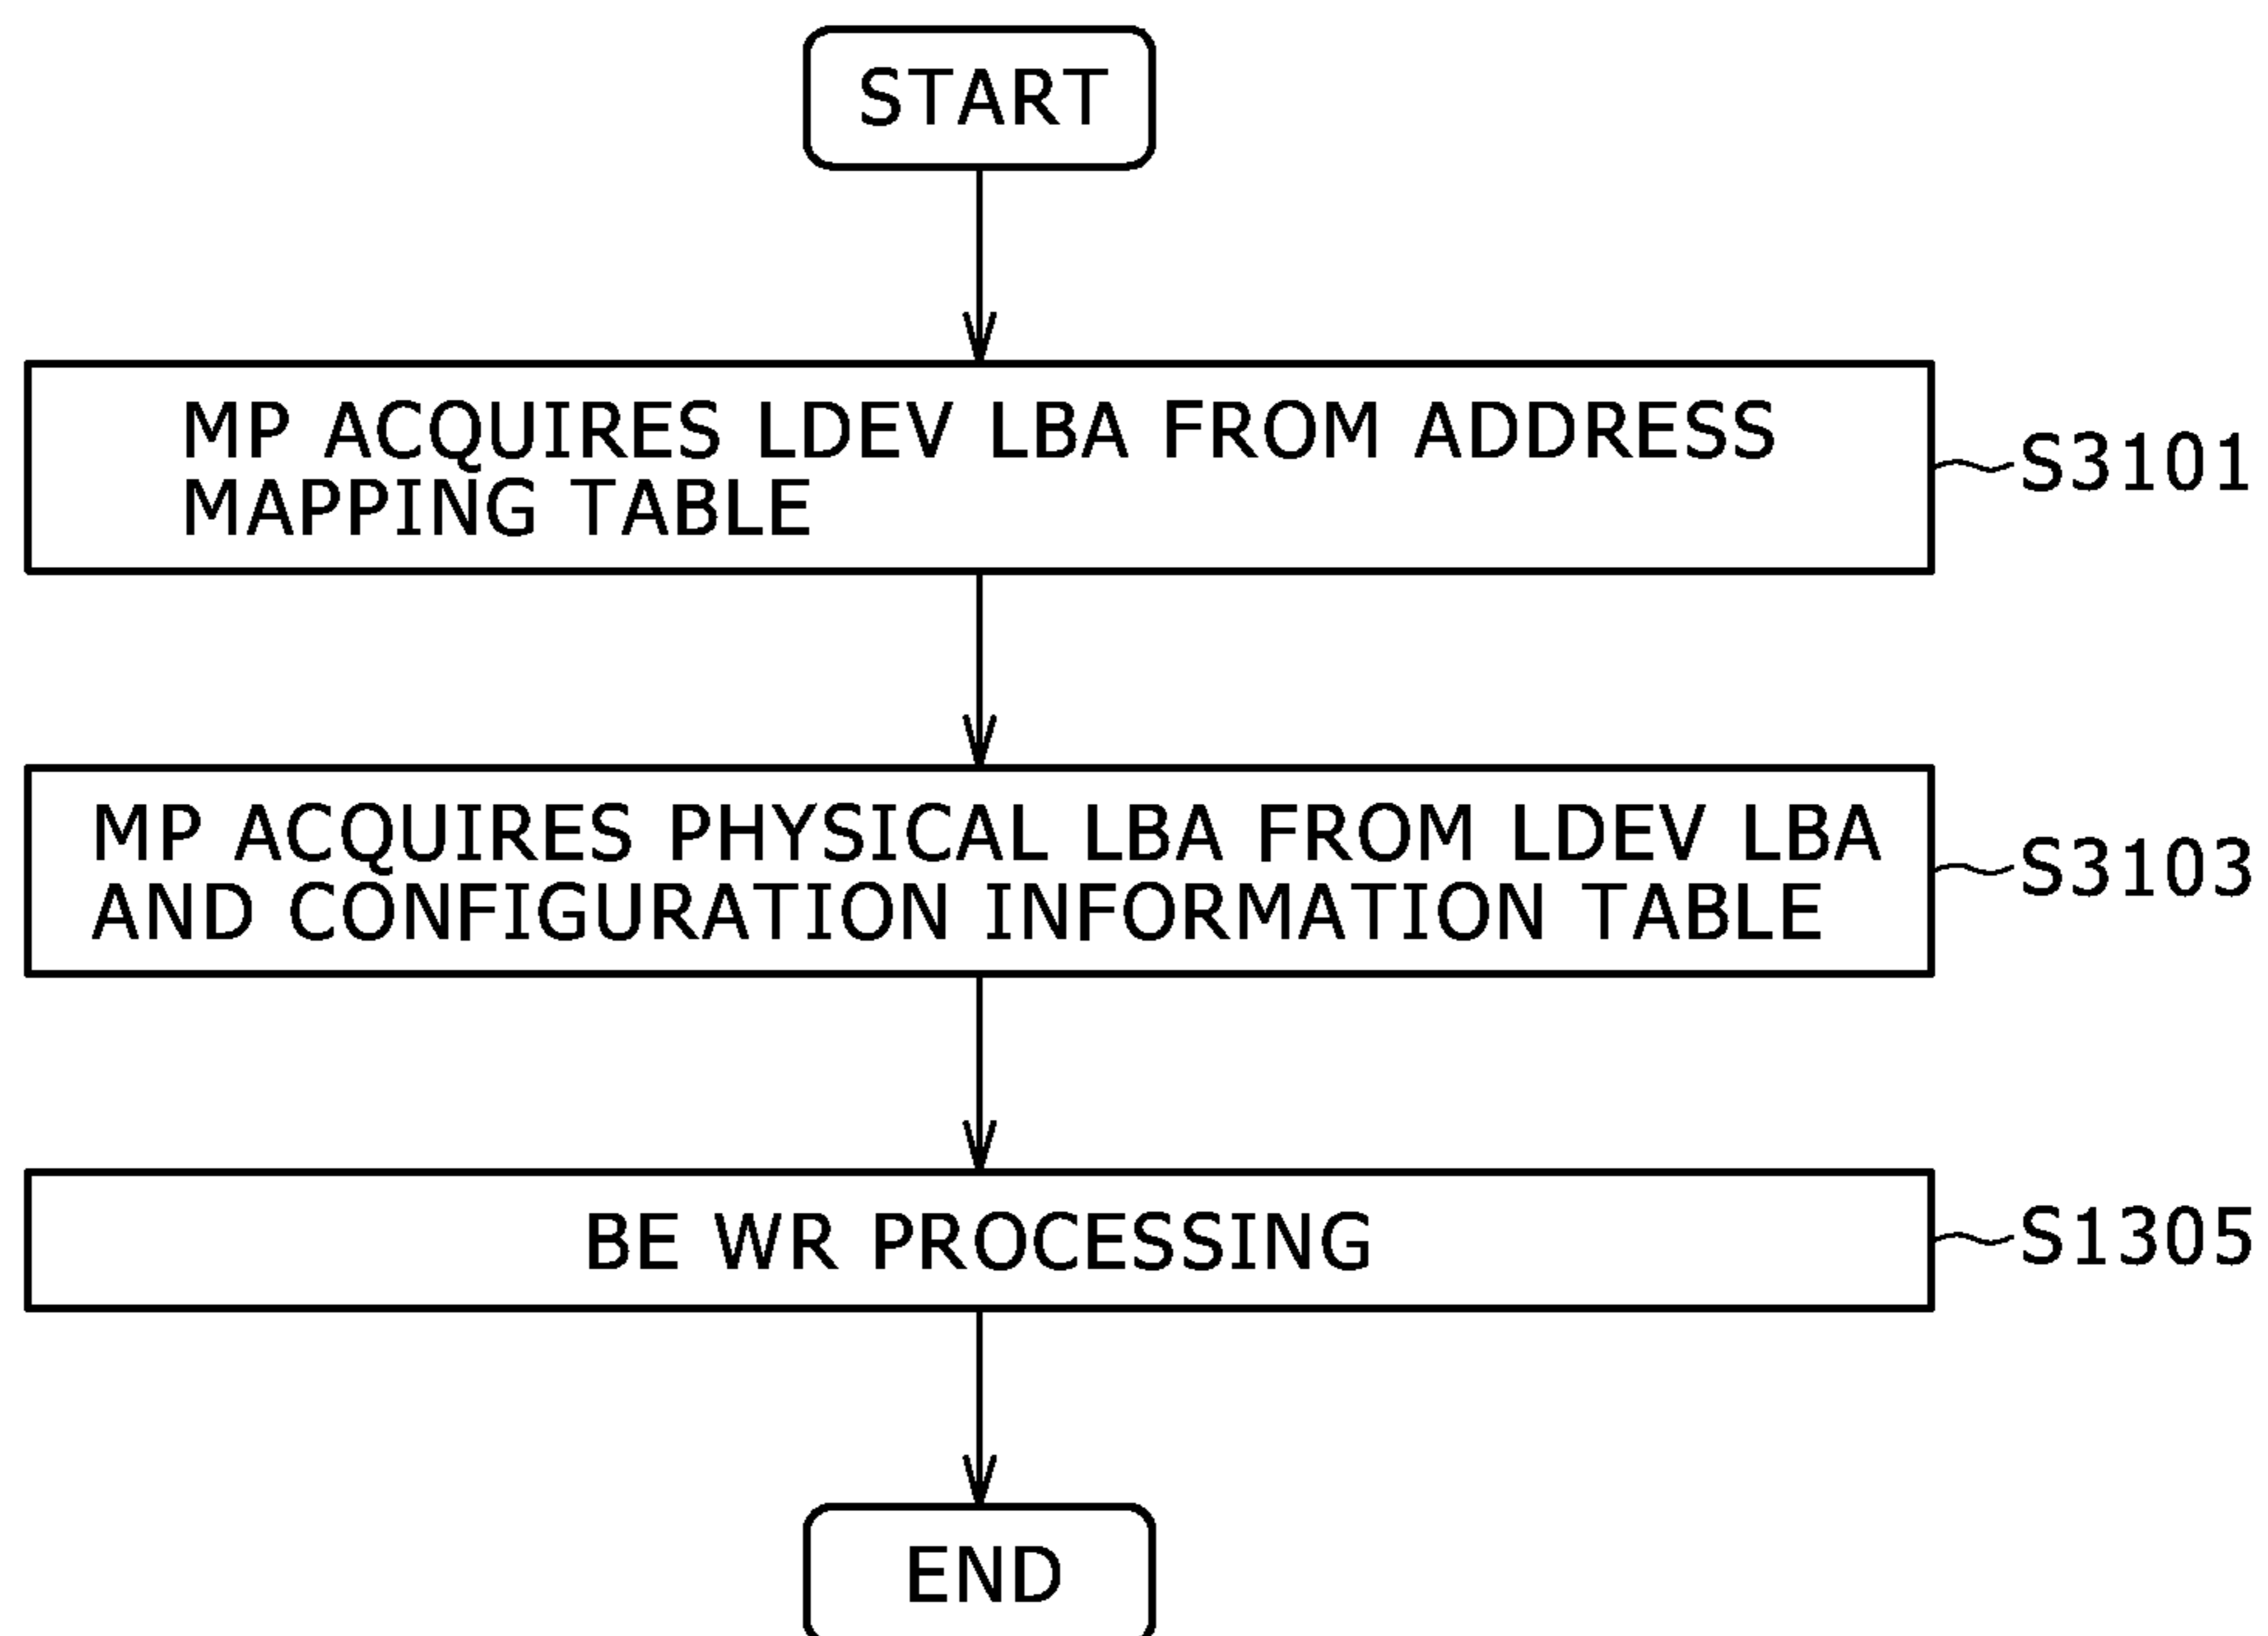 START
MP ACQUIRES LDEV LBA FROM ADDRESS
MAPPING TABLE
S3101
MP ACQUIRES PHYSICAL LBA FROM LDEV LBA
AND CONFIGURATION INFORMATION TABLE
S3103
BE WR PROCESSING
S1305
END